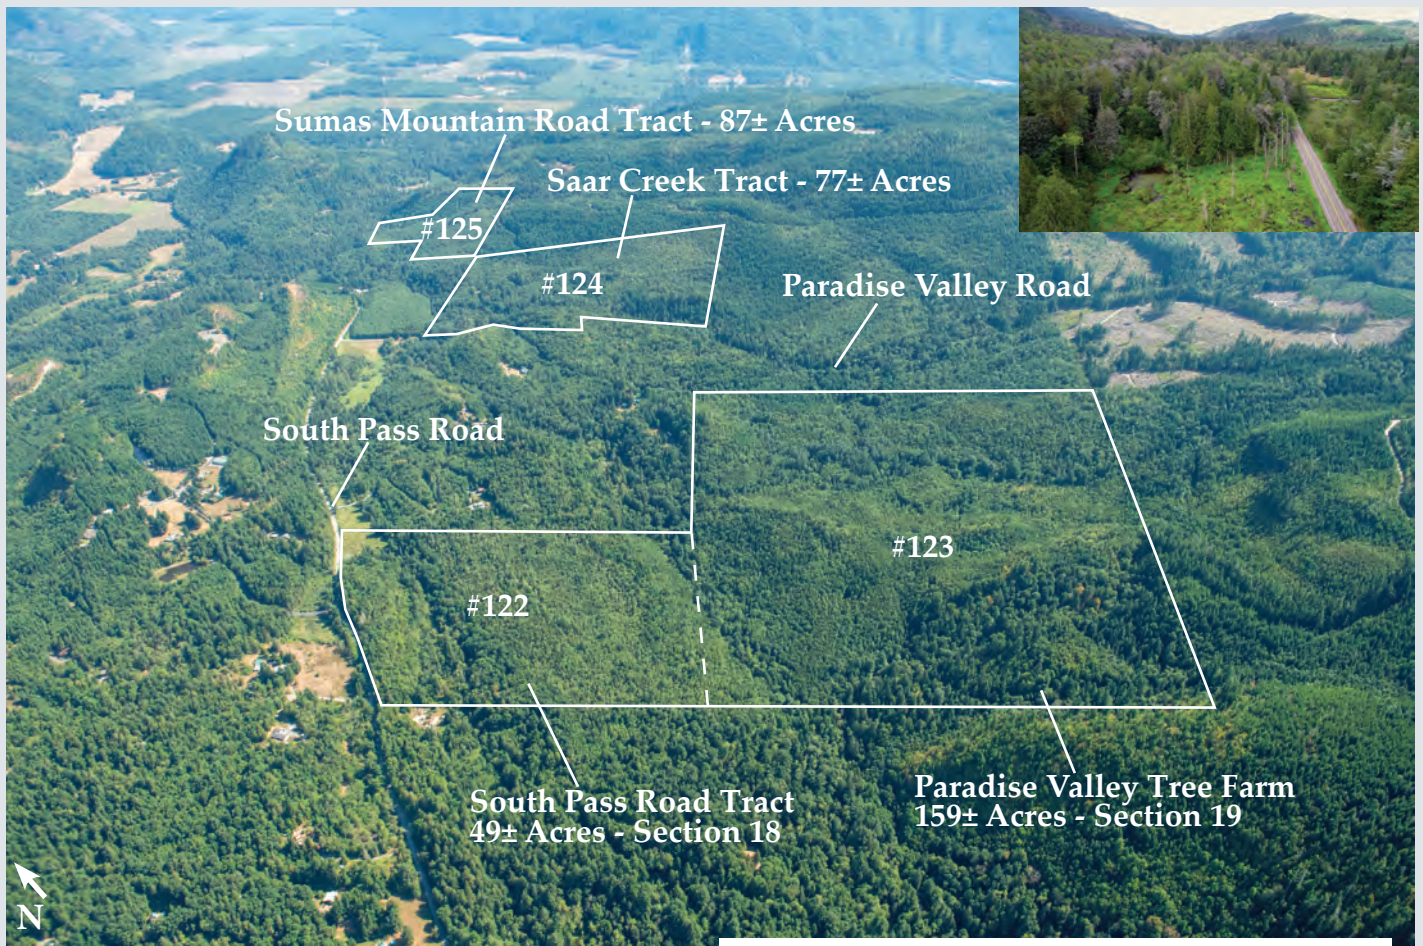 Sumas Mountain Road Tract - 87± Acres
Saar Creek Tract - 77± Acres
#125
#124
Paradise Valley Road
South Pass Road
#123
#122
South Pass Road Tract
49± Acres - Section 18
Paradise Valley Tree Farm
159± Acres - Section 19
N